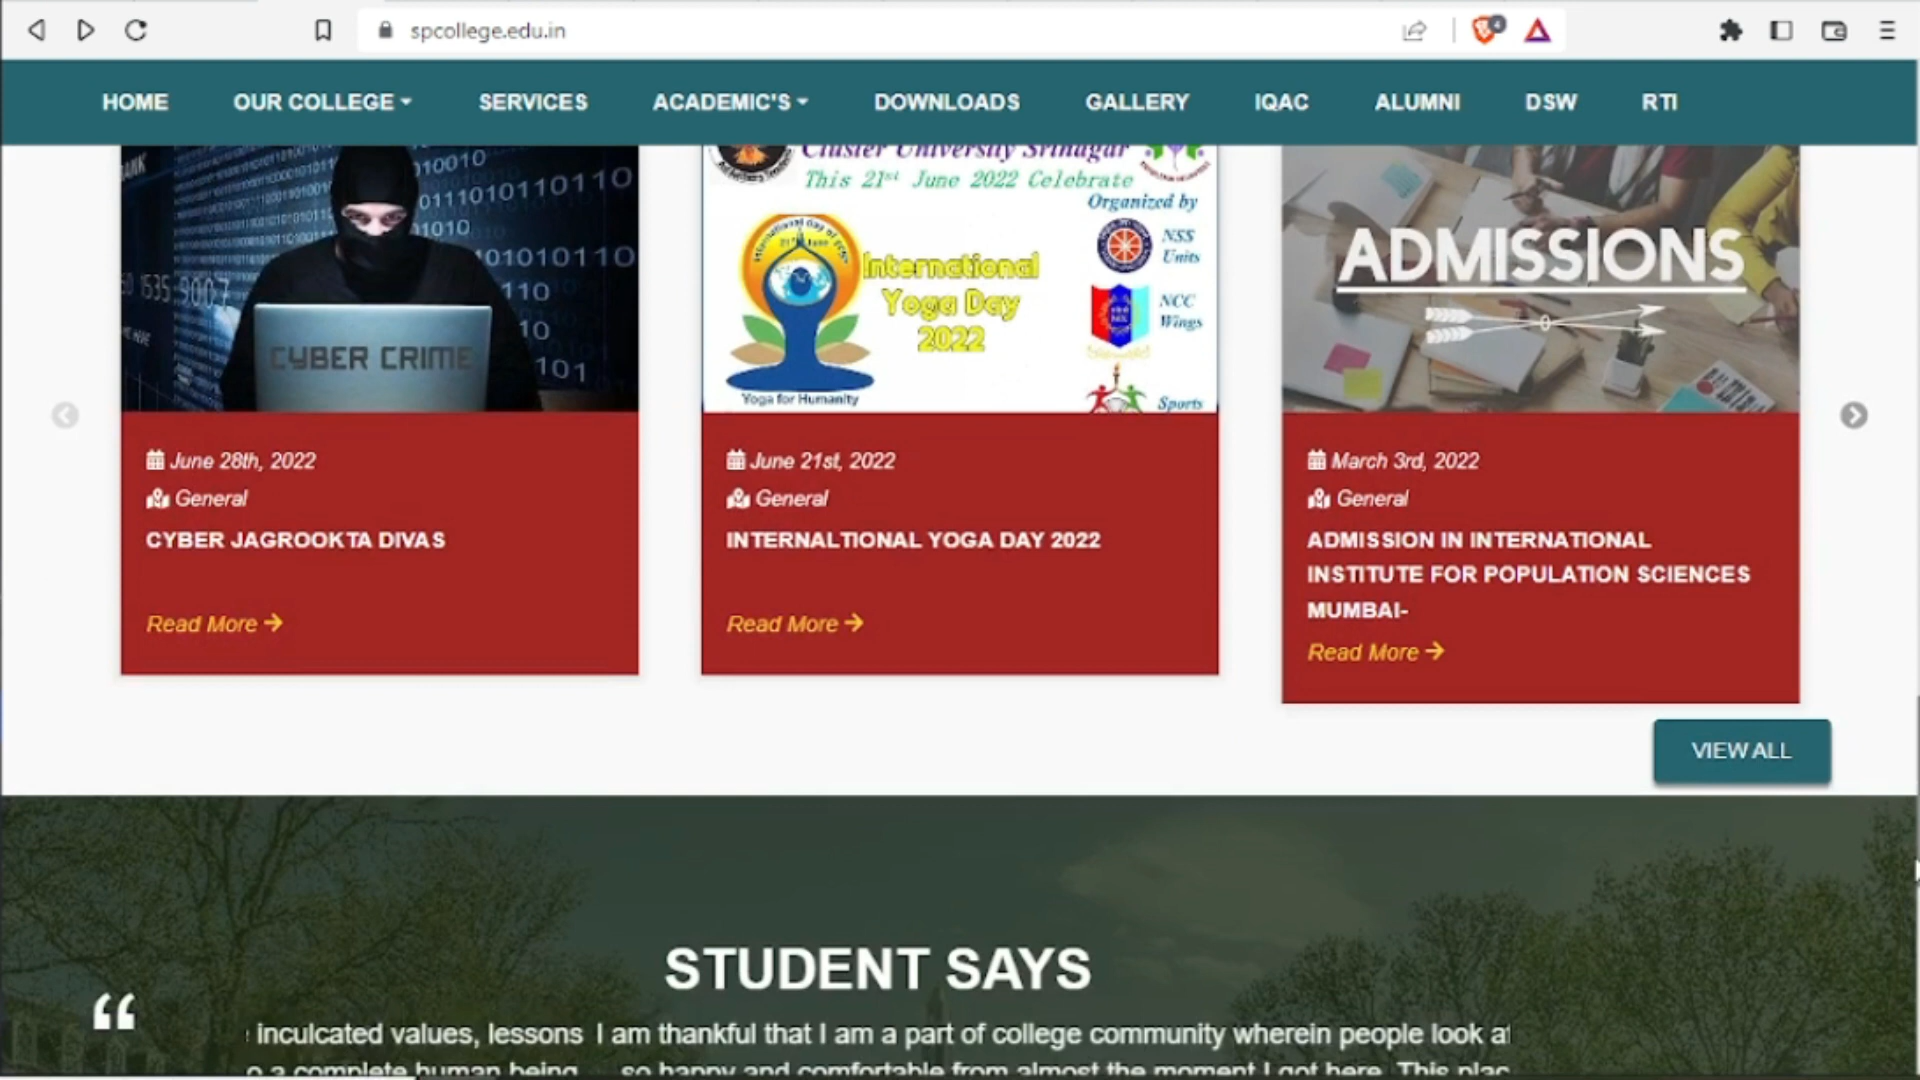 spcollege.edu.in
4
HOME OUR COLLEGE SERVICES ACADEMIC'S DOWNLOADS GALLERY IQAC ALUMNI DSW RTI
CYBER CRIME
Cluster University Srinagar
This 21st June 2022 Celebrate
Organized by
NSS
Units
International
Yoga Day
2022
NCC
Wings
Yoga for Humanity
Sports
ADMISSIONS
June 28th, 2022
General
CYBER JAGROOKTA DIVAS
Read More
June 21st, 2022
General
INTERNALTIONAL YOGA DAY 2022
Read More
March 3rd, 2022
General
ADMISSION IN INTERNATIONAL
INSTITUTE FOR POPULATION SCIENCES
MUMBAI-
Read More
VIEW ALL
STUDENT SAYS
“
inculcated values, lessons I am thankful that I am a part of college community wherein people look
a complete human being so happy and comfortable from almost the moment I got here. This